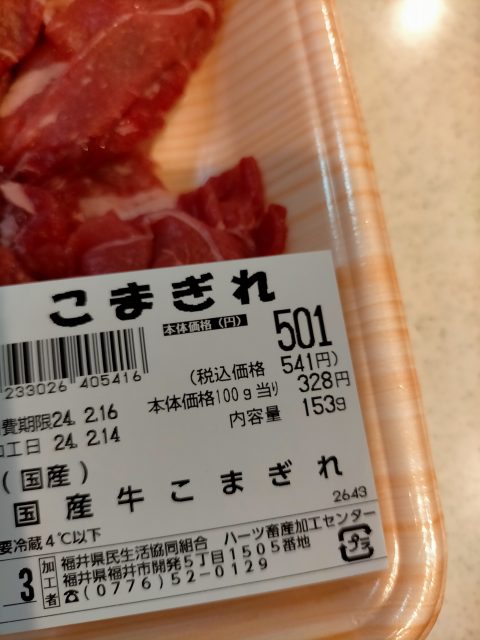 こまぎれ
本体価格(円) 501
(税込価格 541円)
本体価格100g当り 328円
内容量 153g
233026 405416
費期限24. 2.16
加工日 24. 2.14
(国産)
国産牛こまぎれ
2643
要冷蔵4℃以下
3
加工者
福井県民生活協同組合 ハーツ畜産加工センター
福井県福井市開発5丁目1505番地
☎(0776)52-0129
プラ